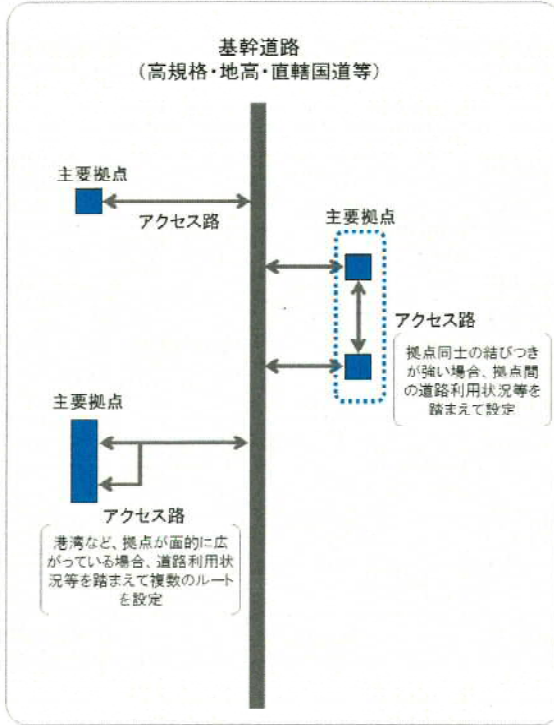 基幹道路
(高規格・地高・直轄国道等)
主要拠点
アクセス路
主要拠点
アクセス路
拠点同士の結びつき
が強い場合、拠点間
の道路利用状況等を
踏まえて設定
主要拠点
アクセス路
港湾など、拠点が面的に広
がっている場合、道路利用状
況等を踏まえて複数のルート
を設定